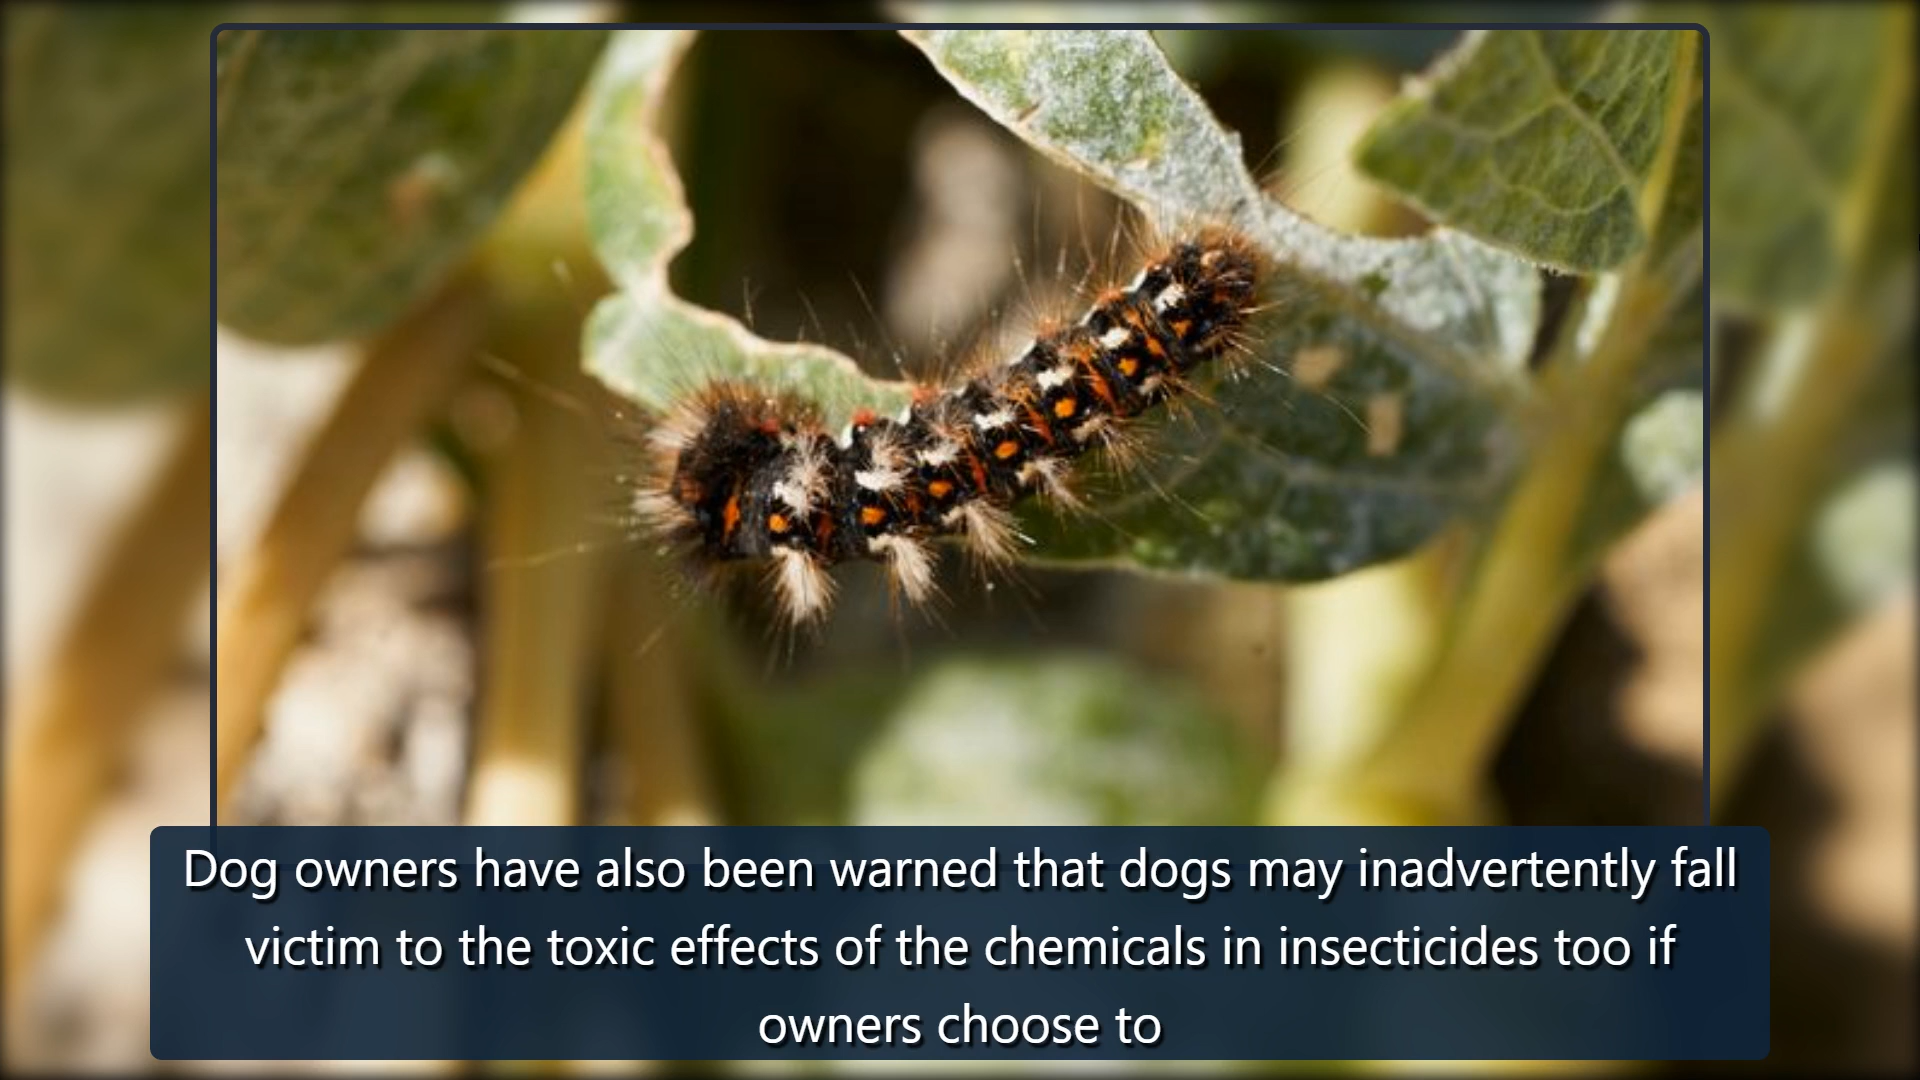 Dog owners have also been warned that dogs may inadvertently fall
victim to the toxic effects of the chemicals in insecticides too if
owners choose to